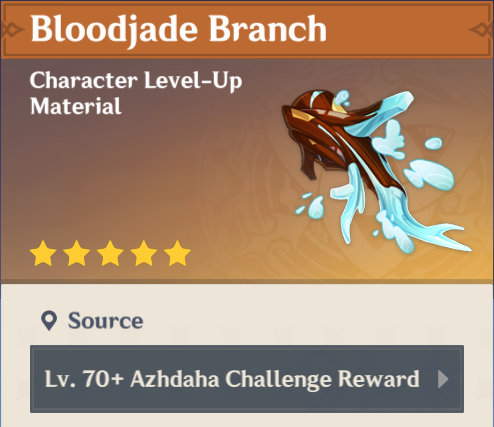 Bloodjade Branch
Character Level-Up
Material
Source
Lv. 70+ Azhdaha Challenge Reward